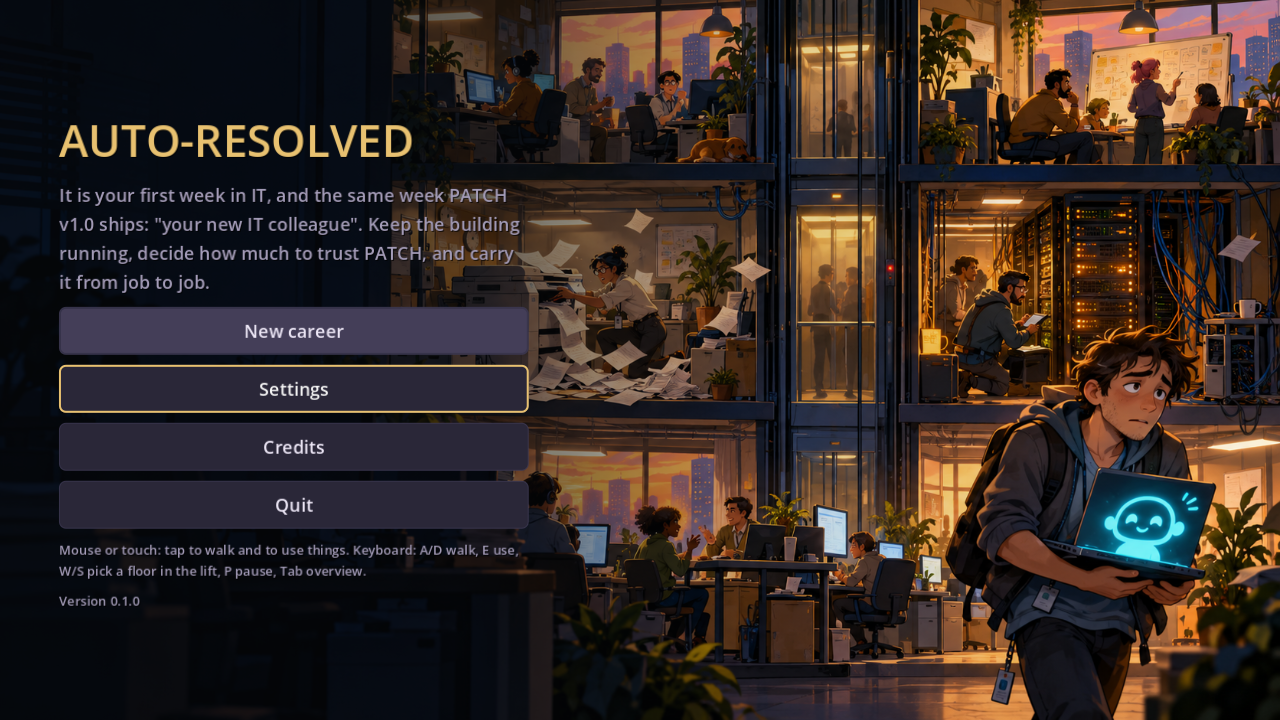 AUTO-RESOLVED
It is your first week in IT, and the same week PATCH
v1.0 ships: "your new IT colleague". Keep the building
running, decide how much to trust PATCH, and carry
it from job to job.
New career
Settings
Credits
Quit
Mouse or touch: tap to walk and to use things. Keyboard: A/D walk, E use,
W/S pick a floor in the lift, P pause, Tab overview.
Version 0.1.0